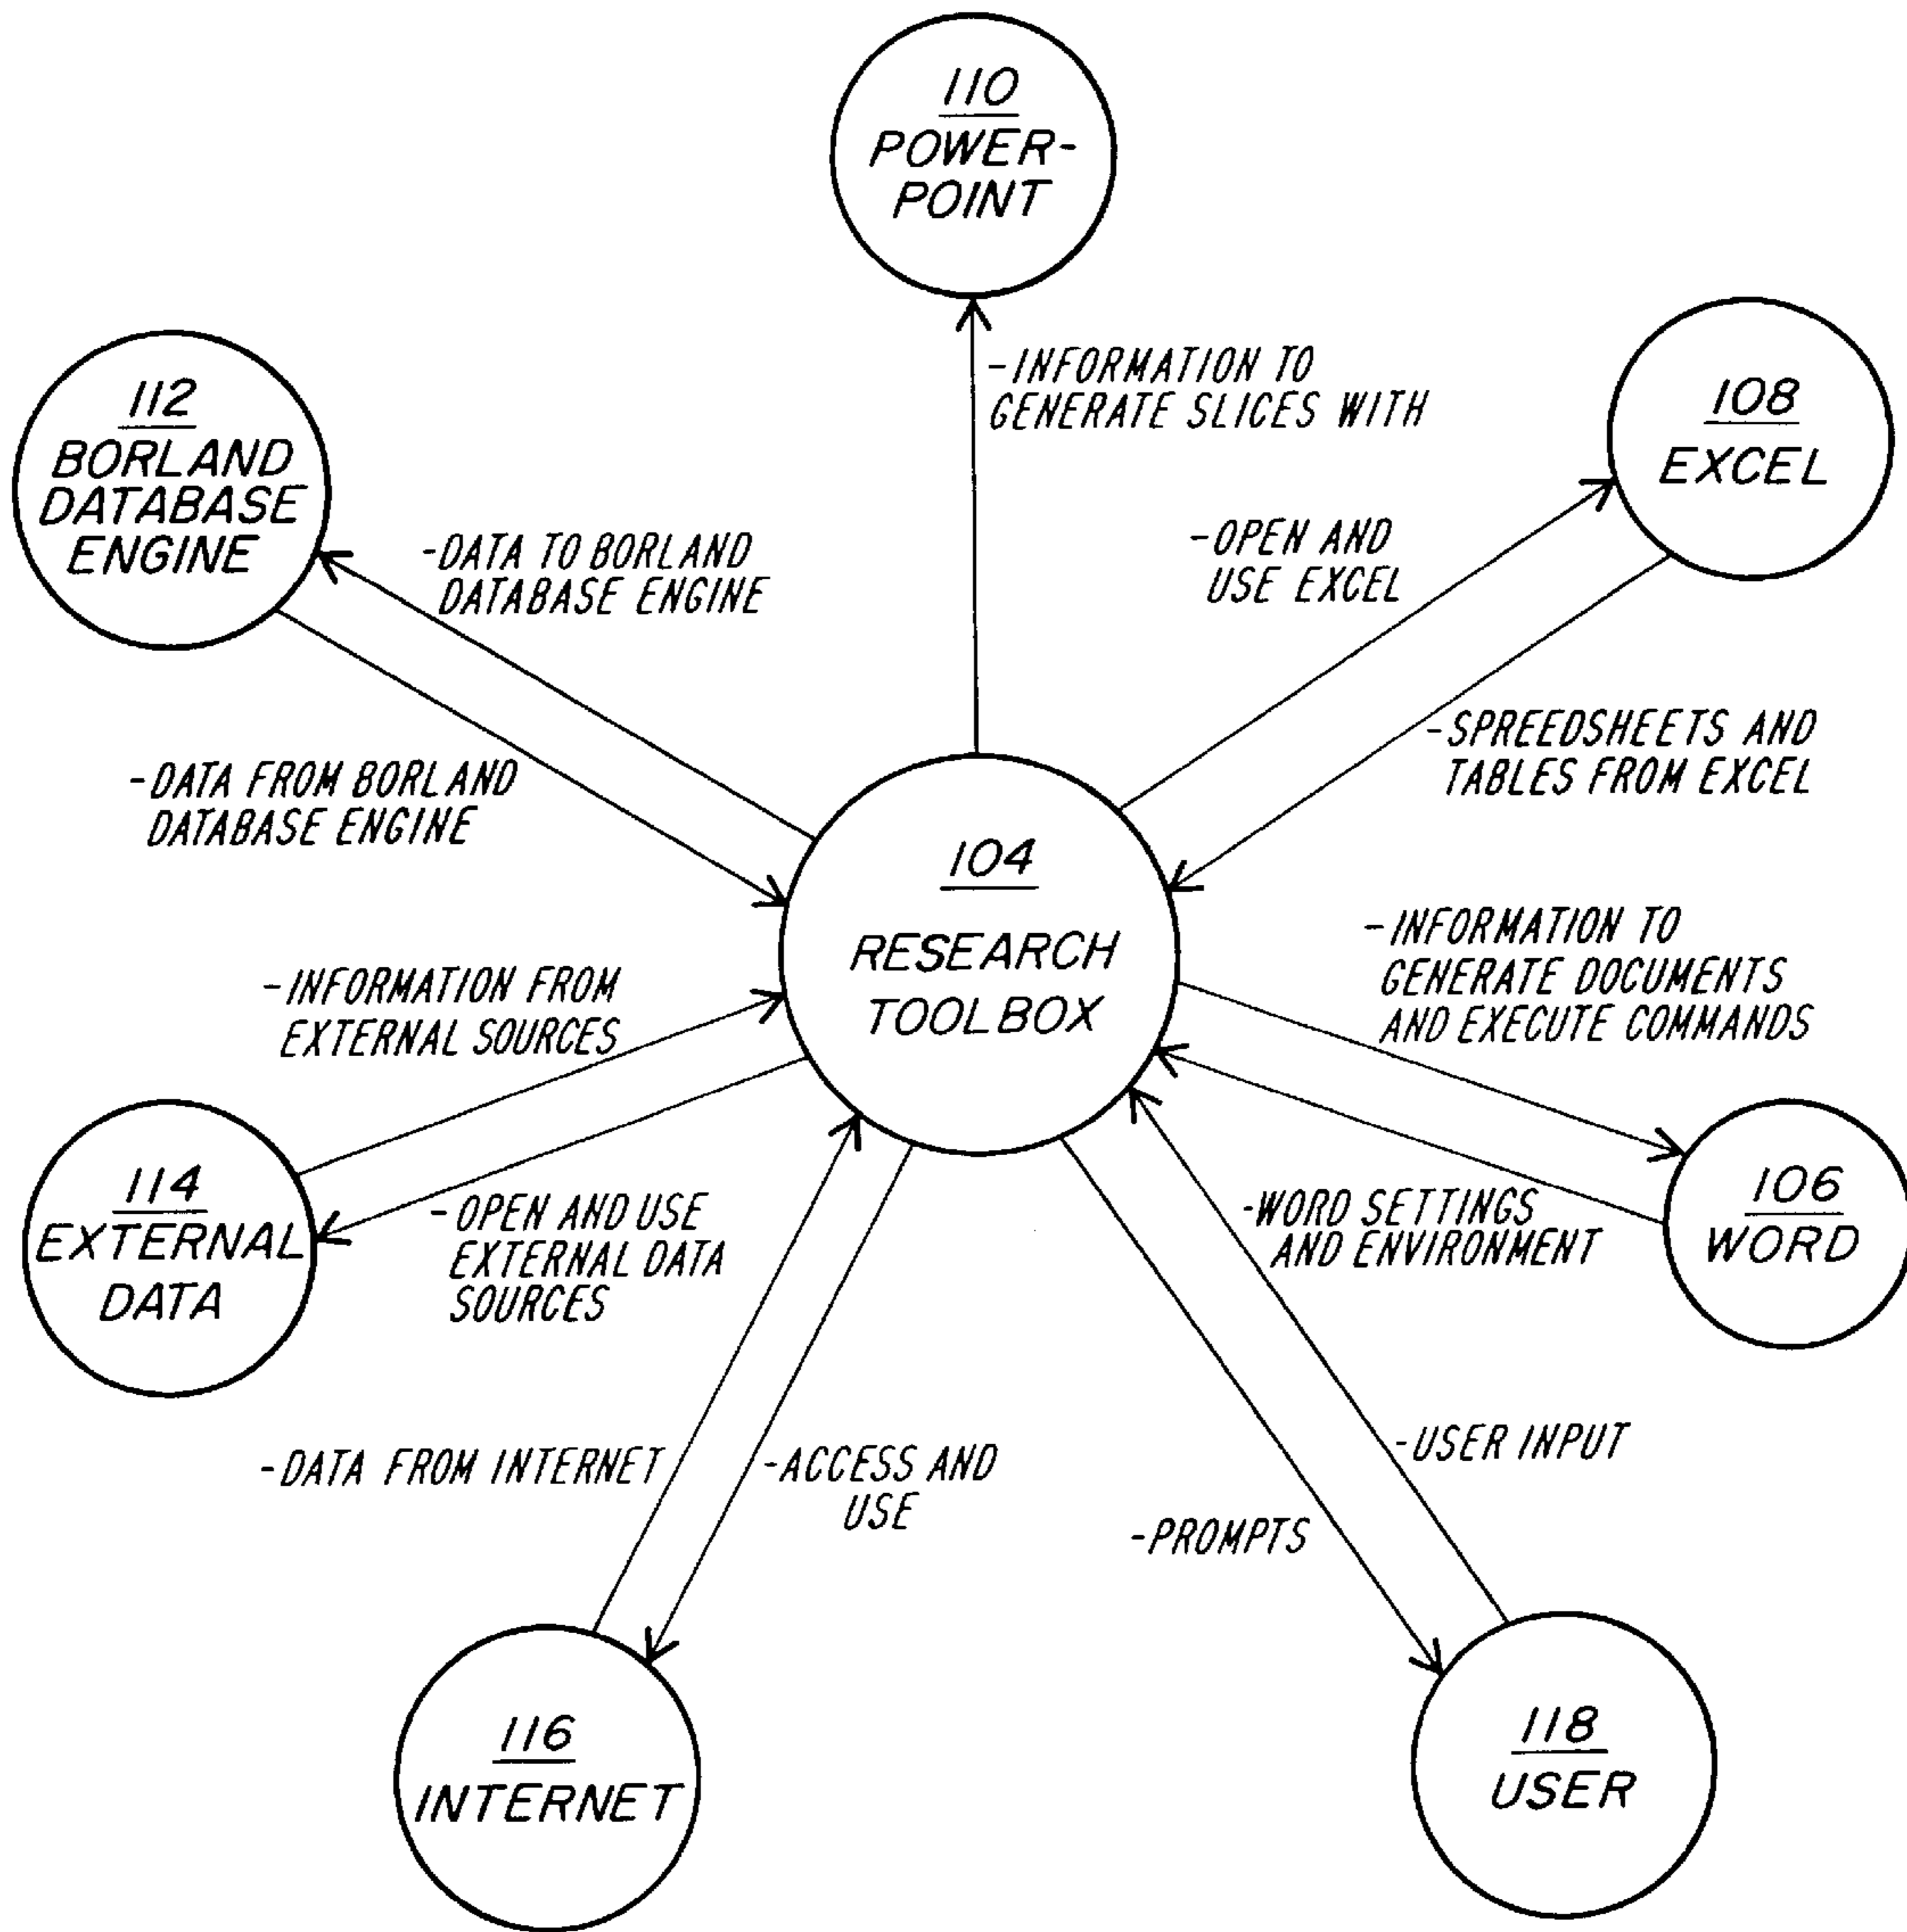 110
POWER-
POINT
-INFORMATION TO
GENERATE SLICES WITH
108
EXCEL
112
BORLAND
DATABASE
ENGINE
-DATA TO BORLAND
DATABASE ENGINE
-OPEN AND
USE EXCEL
-DATA FROM BORLAND
DATABASE ENGINE
-SPREEDSHEETS AND
TABLES FROM EXCEL
104
RESEARCH
TOOLBOX
-INFORMATION FROM
EXTERNAL SOURCES
-INFORMATION TO
GENERATE DOCUMENTS
AND EXECUTE COMMANDS
114
EXTERNAL
DATA
-OPEN AND USE
EXTERNAL DATA
SOURCES
-WORD SETTINGS
AND ENVIRONMENT
106
WORD
-DATA FROM INTERNET
-ACCESS AND
USE
-USER INPUT
-PROMPTS
116
INTERNET
118
USER